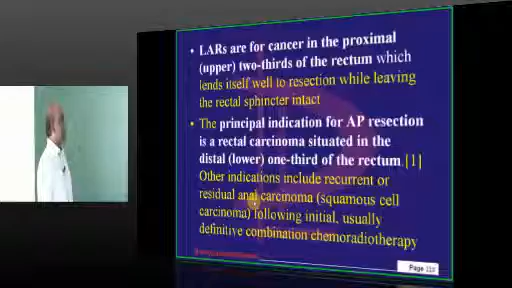 • LARs are for cancer in the proximal
(upper) two-thirds of the rectum which
lends itself well to resection while leaving
the rectal sphincter intact
• The principal indication for AP resection
is a rectal carcinoma situated in the
distal (lower) one-third of the rectum.[1]
Other indications include recurrent or
residual anal carcinoma (squamous cell
carcinoma) following initial, usually
definitive combination chemoradiotherapy
Page